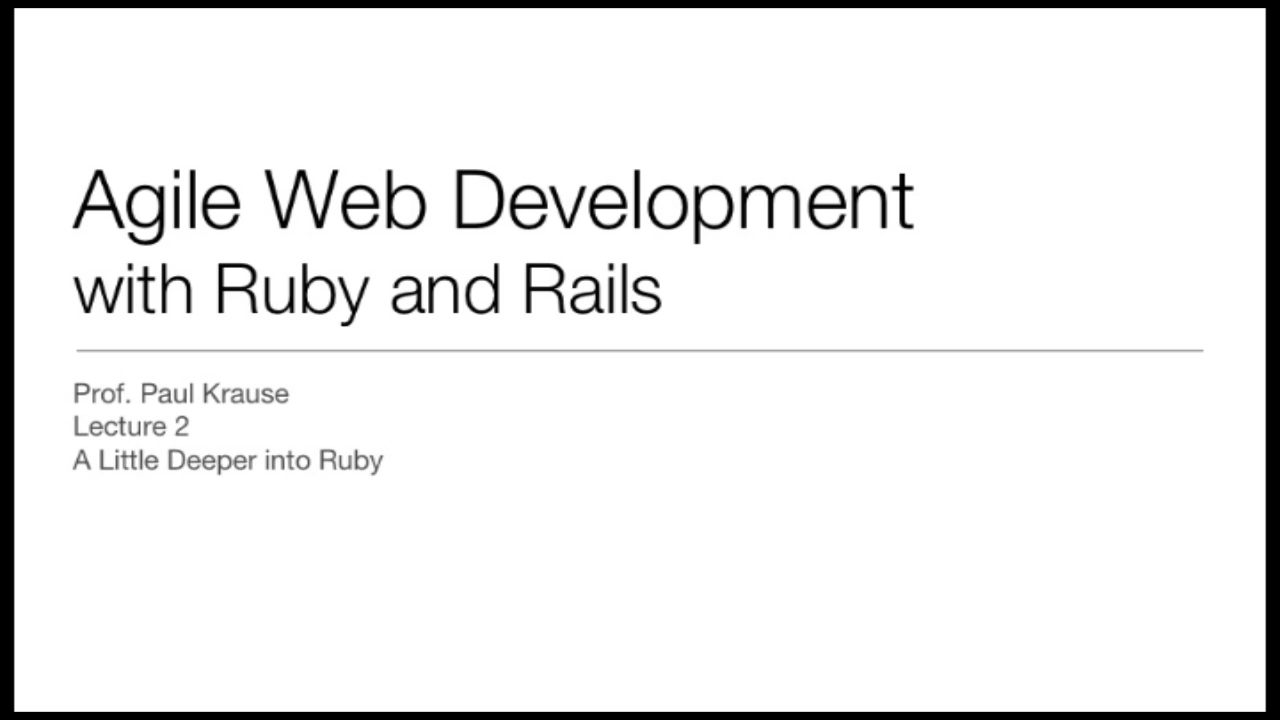 Agile Web Development
with Ruby and Rails
Prof. Paul Krause
Lecture 2
A Little Deeper into Ruby